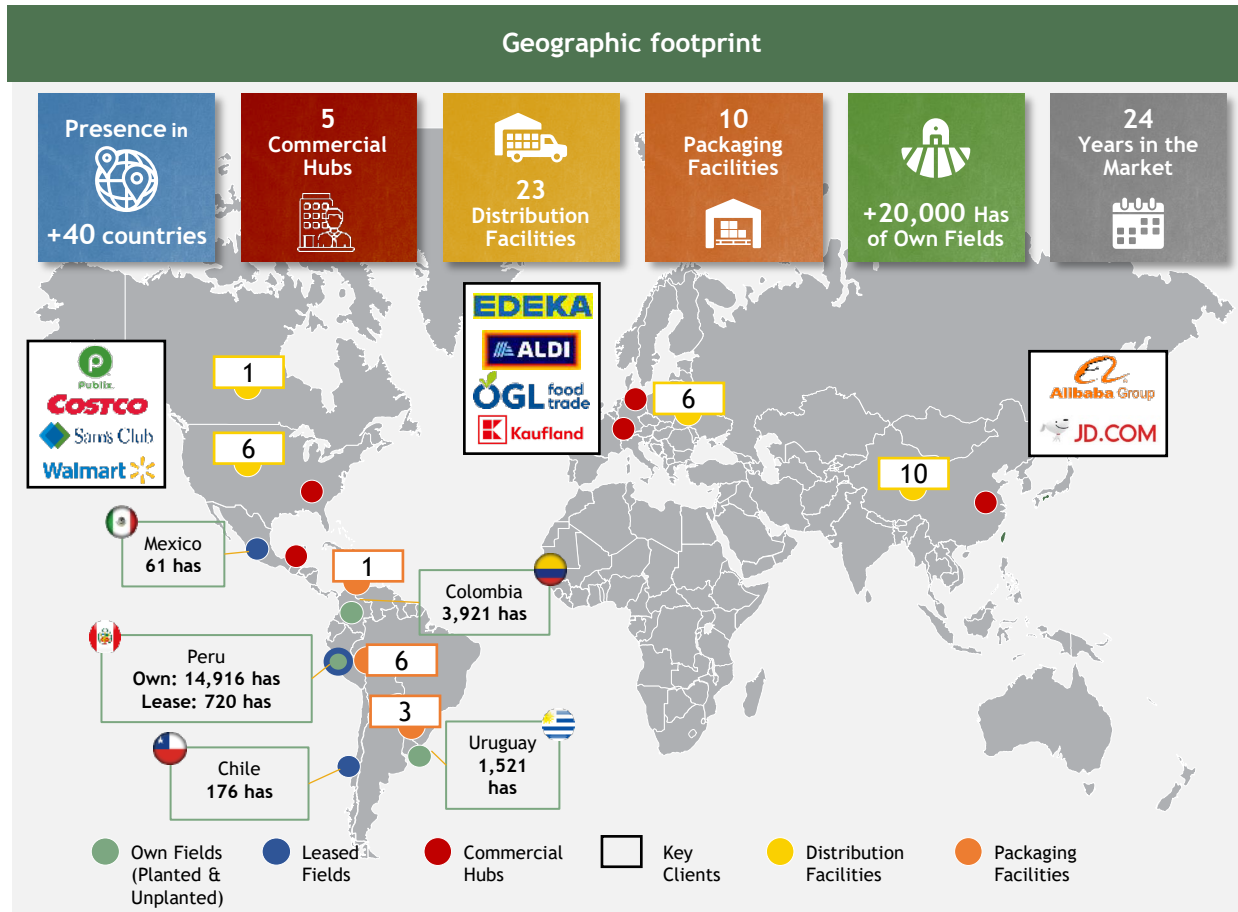 Geographic footprint
Presence in
+40 countries
5
Commercial
Hubs
23
Distribution
Facilities
10
Packaging
Facilities
+20,000 Has
of Own Fields
24
Years in the
Market
Publix.
COSTCO
Sam's Club
Walmart
EDEKA
ALDI
ÖGL food
trade
K Kaufland
Alibaba Group
JD.COM
1
6
6
10
Mexico
61 has
1
Colombia
3,921 has
Peru
Own: 14,916 has
Lease: 720 has
6
3
Uruguay
1,521
has
Chile
176 has
Own Fields
(Planted &
Unplanted)
Leased
Fields
Commercial
Hubs
Key
Clients
Distribution
Facilities
Packaging
Facilities